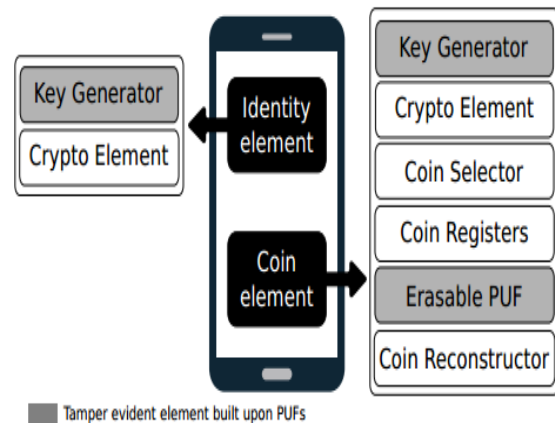 Key Generator
Crypto Element
Identity
element
Coin
element
Key Generator
Crypto Element
Coin Selector
Coin Registers
Erasable PUF
Coin Reconstructor
Tamper evident element built upon PUFs